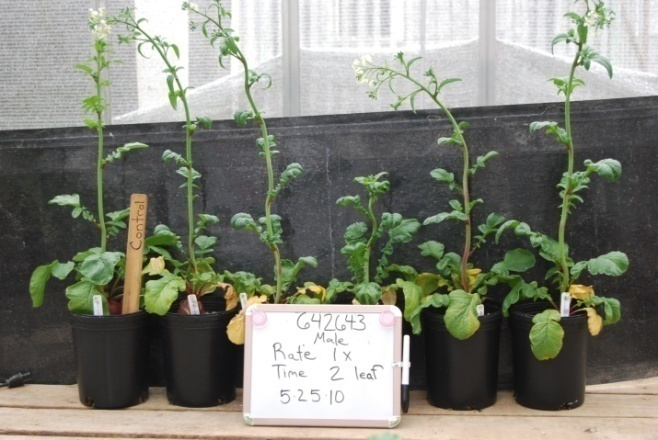 Control
642643
Male
Rate 1x
Time 2 leaf
5.25.10